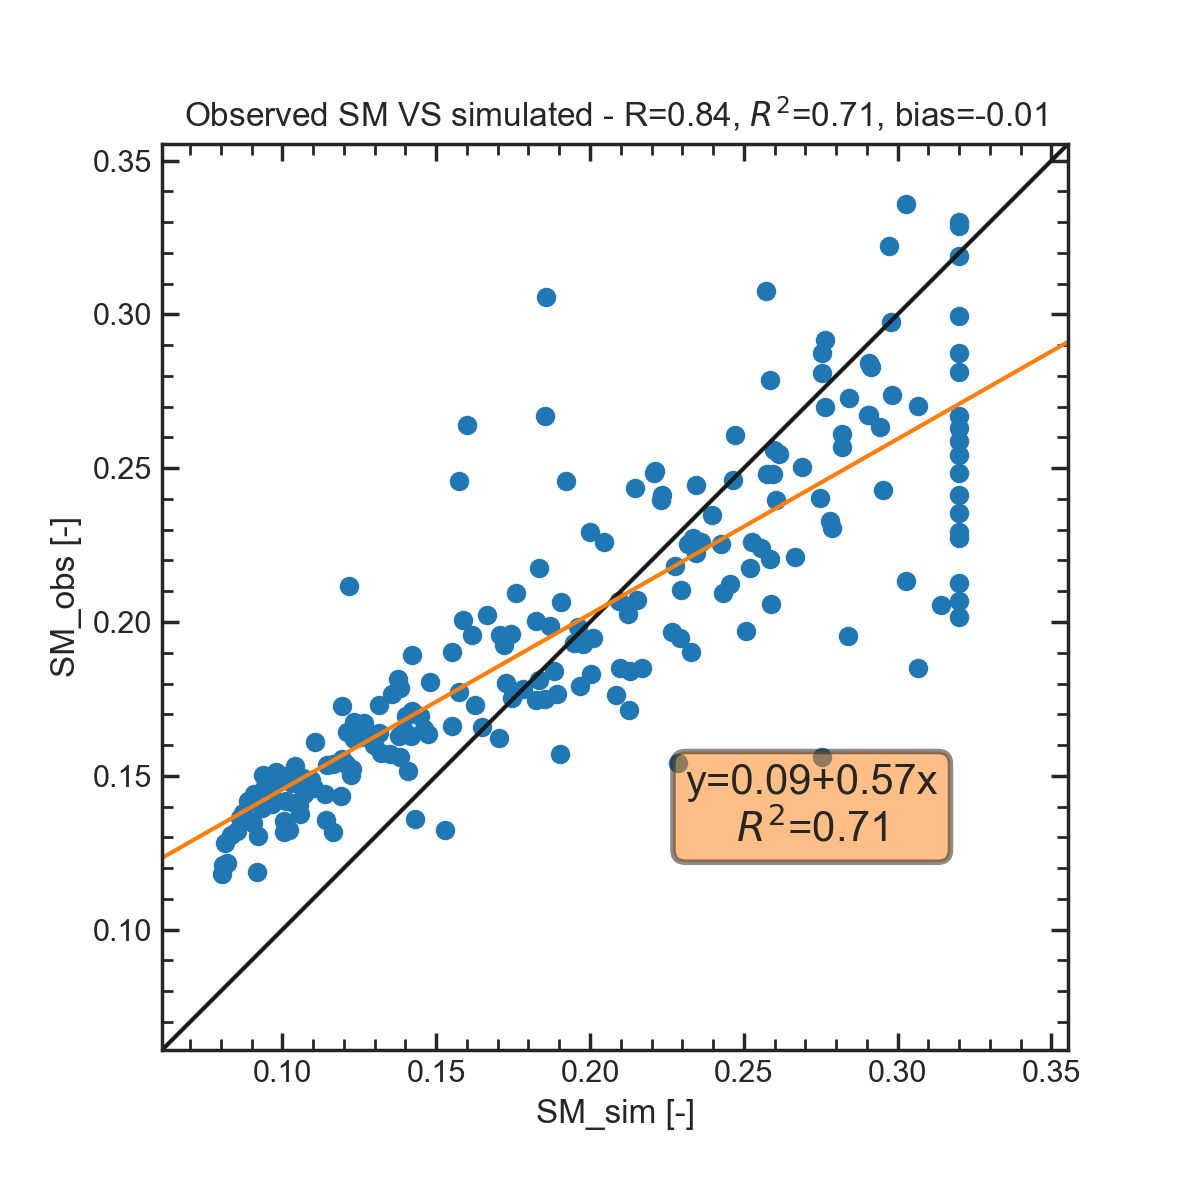 Observed SM VS simulated - R=0.84, R²=0.71, bias=-0.01
0.35
0.30
0.25
0.20
0.15
0.10
SM_obs [-]
y=0.09+0.57x
R²=0.71
0.10 0.15 0.20 0.25 0.30 0.35
SM_sim [-]